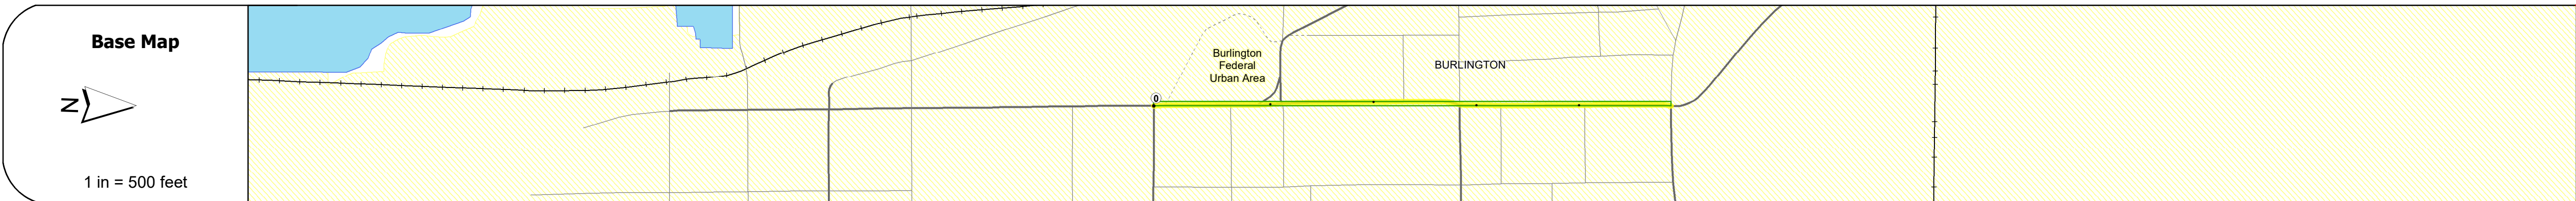 Base Map
N
1 in = 500 feet
0
Burlington
Federal
Urban Area
BURLINGTON